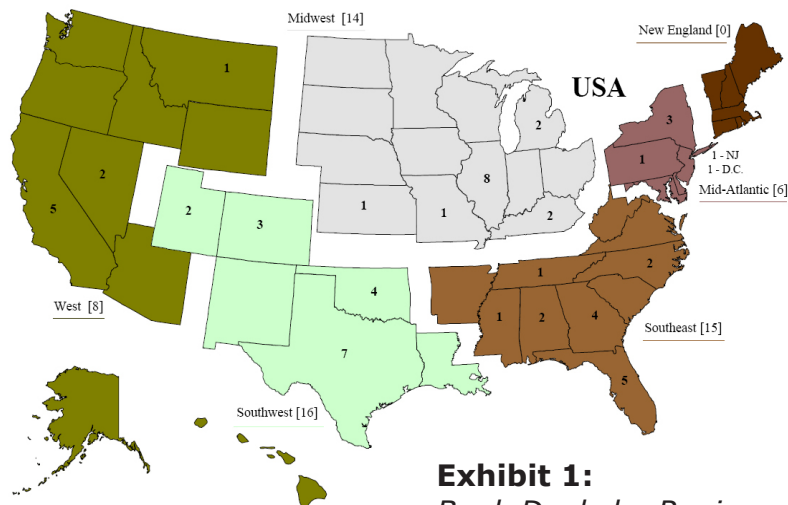 Midwest [14]
New England [0]
USA
1
2
3
2
1
1 - NJ
1 - D.C.
8
Mid-Atlantic [6]
5
2
3
1
1
2
4
1
2
1
2
4
West [8]
Southeast [15]
7
5
Southwest [16]
Exhibit 1: